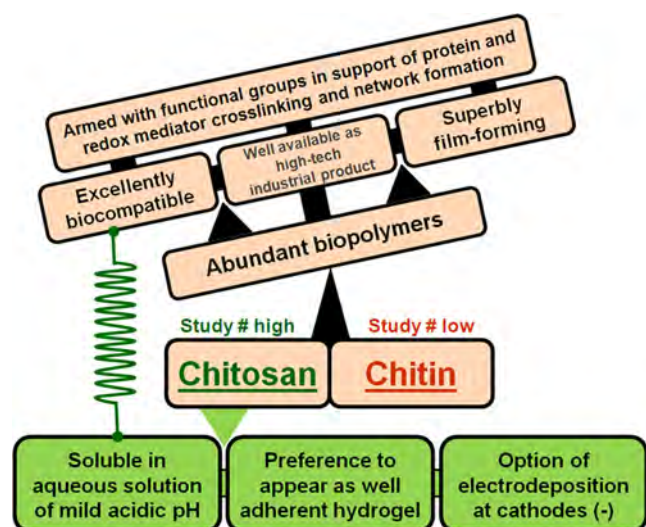 Armed with functional groups in support of protein and
redox mediator crosslinking and network formation
Excellently
biocompatible
Well available as
high-tech
industrial product
Superbly
film-forming
Abundant biopolymers
Study # high
Study # low
Chitosan
Chitin
Soluble in
aqueous solution
of mild acidic pH
Preference to
appear as well
adherent hydrogel
Option of
electrodeposition
at cathodes (-)